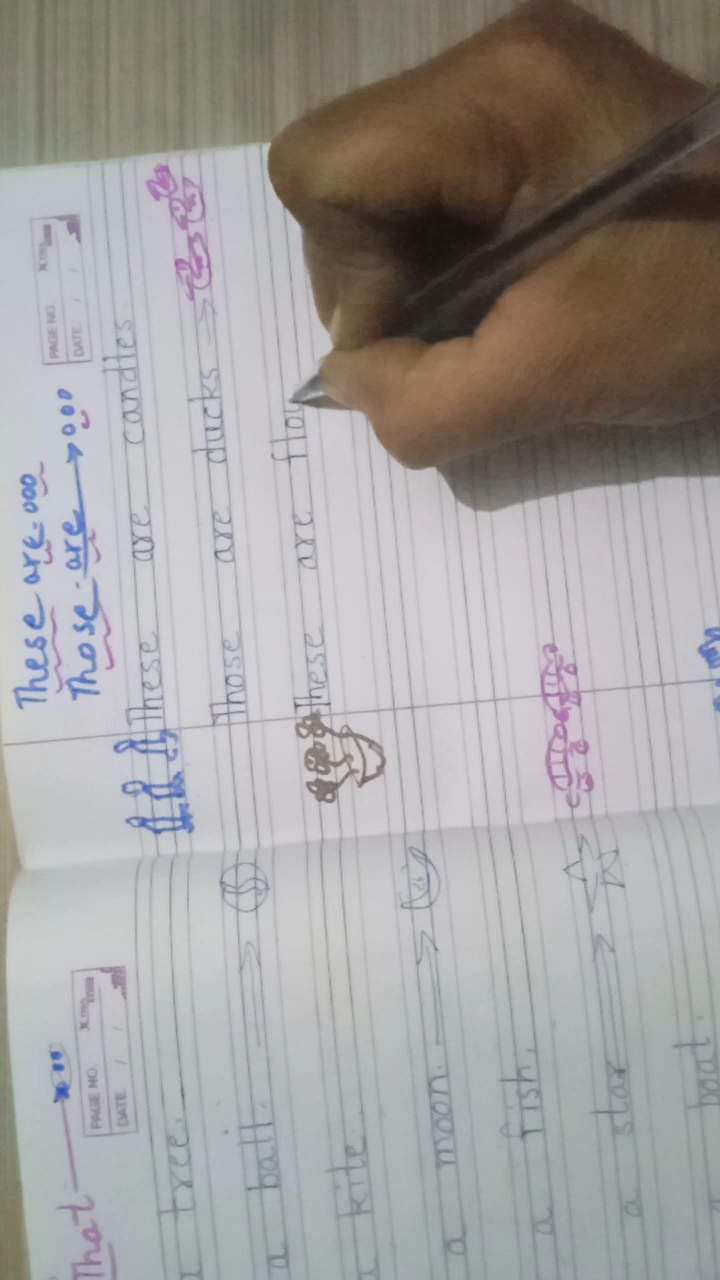 These are
Those are
PAGE NO.
DATE
These are candles.
Those are ducks
These are flou
That
PAGE NO.
DATE
a tree.
a ball.
a kite.
a moon.
a fish.
a star
a boat.